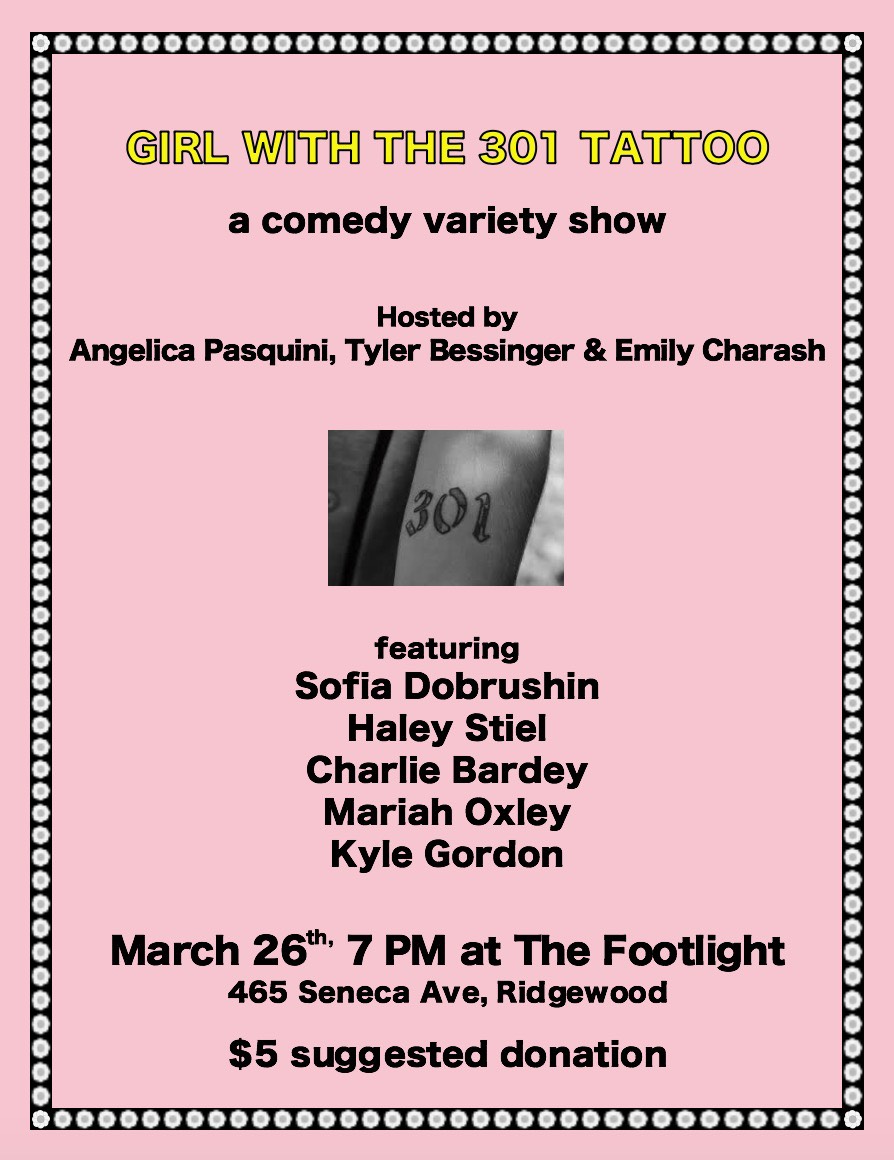 GIRL WITH THE 301 TATTOO
a comedy variety show
Hosted by
Angelica Pasquini, Tyler Bessinger & Emily Charash
301
featuring
Sofia Dobrushin
Haley Stiel
Charlie Bardey
Mariah Oxley
Kyle Gordon
March 26th, 7 PM at The Footlight
465 Seneca Ave, Ridgewood
$5 suggested donation